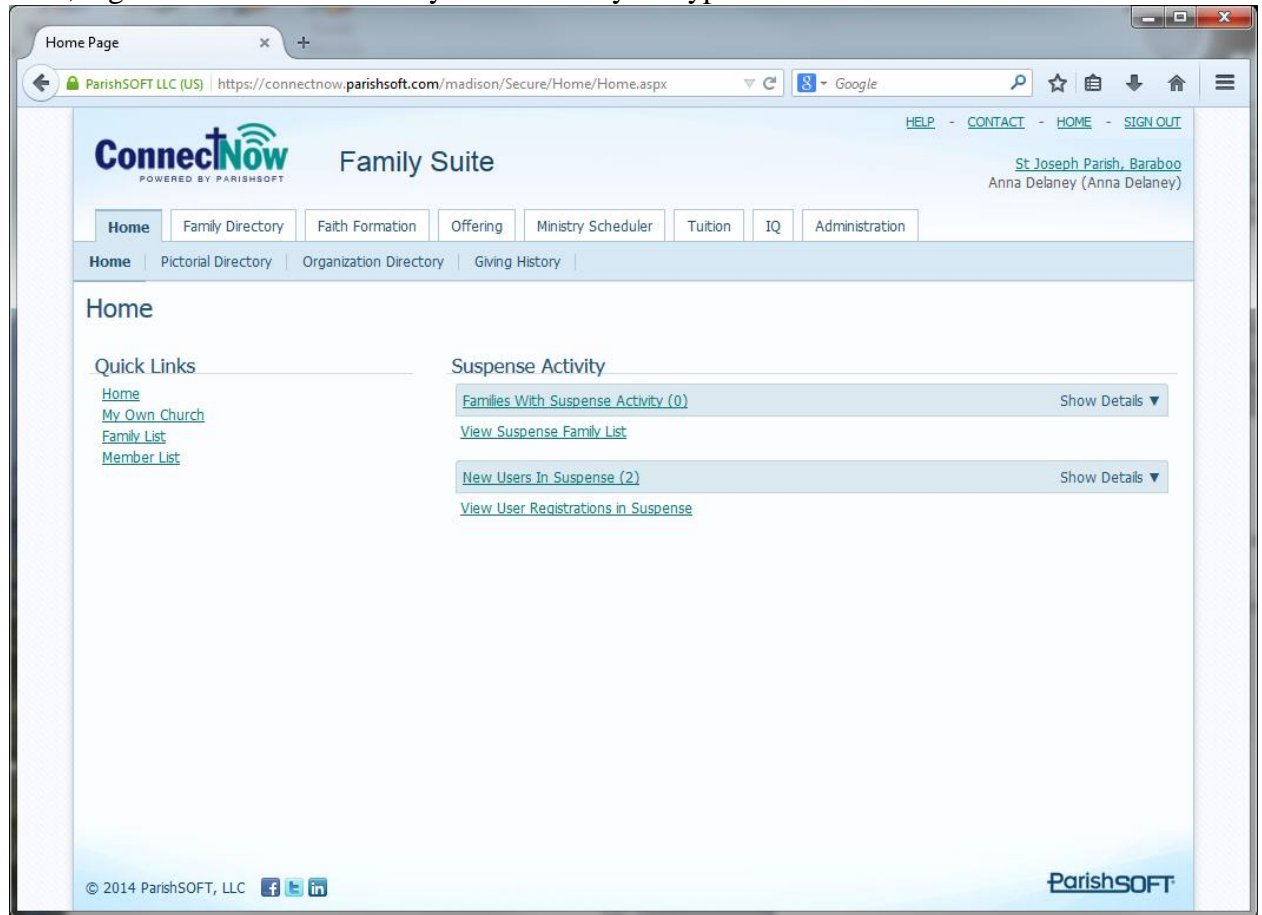 Home Page
ParishSOFT LLC (US) https://connectnow.parishsoft.com/madison/Secure/Home/Home.aspx Google
HELP - CONTACT - HOME - SIGN OUT
ConnectNow
POWERED BY PARISHSOFT
Family Suite
St Joseph Parish, Baraboo
Anna Delaney (Anna Delaney)
Home Family Directory Faith Formation Offering Ministry Scheduler Tuition IQ Administration
Home Pictorial Directory Organization Directory Giving History
Home
Quick Links
Home
My Own Church
Family List
Member List
Suspense Activity
Families With Suspense Activity (0) Show Details ▼
View Suspense Family List
New Users In Suspense (2) Show Details ▼
View User Registrations in Suspense
© 2014 ParishSOFT, LLC
ParishSOFT